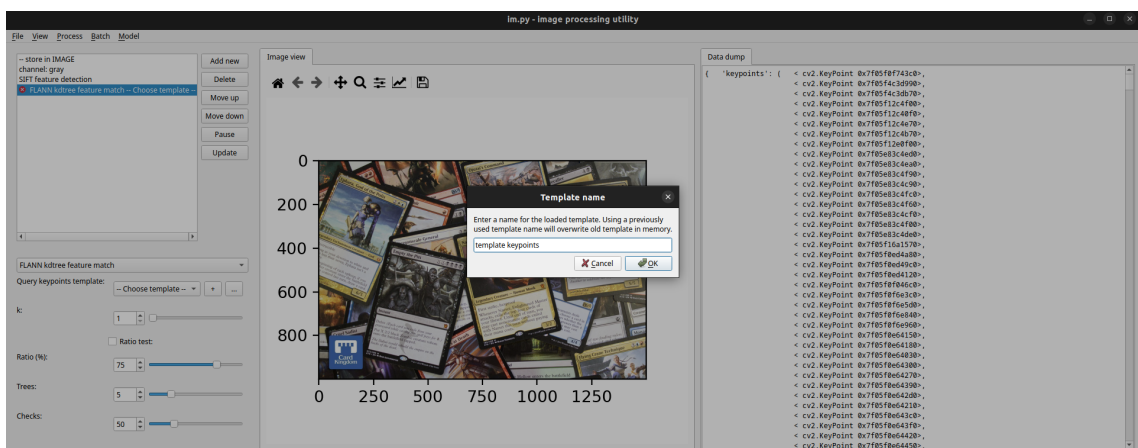 im.py - image processing utility
File View Process Batch Model
-- store in IMAGE
channel: gray
SIFT feature detection
FLANN kdtree feature match -- Choose template --
Add new
Delete
Move up
Move down
Pause
Update
FLANN kdtree feature match
Query keypoints template:
-- Choose template --
+
...
k:
1
Ratio test:
Ratio (%):
75
Trees:
5
Checks:
50
Image view
0
200
400
600
800
0 250 500 750 1000 1250
Card
Kingdom
Template name
Enter a name for the loaded template. Using a previously
used template name will overwrite old template in memory.
template keypoints
Cancel
OK
Data dump
{ 'keypoints': ( < cv2.KeyPoint 0x7f05f0f743c0>,
< cv2.KeyPoint 0x7f05f4c3d990>,
< cv2.KeyPoint 0x7f05f4c3db70>,
< cv2.KeyPoint 0x7f05f12c4f00>,
< cv2.KeyPoint 0x7f05f12c40f0>,
< cv2.KeyPoint 0x7f05f12c4e70>,
< cv2.KeyPoint 0x7f05f12c4b70>,
< cv2.KeyPoint 0x7f05f12e0f00>,
< cv2.KeyPoint 0x7f05e83c4ed0>,
< cv2.KeyPoint 0x7f05e83c4ea0>,
< cv2.KeyPoint 0x7f05e83c4f90>,
< cv2.KeyPoint 0x7f05e83c4c90>,
< cv2.KeyPoint 0x7f05e83c4fc0>,
< cv2.KeyPoint 0x7f05e83c4f60>,
< cv2.KeyPoint 0x7f05e83c4cf0>,
< cv2.KeyPoint 0x7f05e83c4f00>,
< cv2.KeyPoint 0x7f05e83c4de0>,
< cv2.KeyPoint 0x7f05f16a1570>,
< cv2.KeyPoint 0x7f05f0ed4a80>,
< cv2.KeyPoint 0x7f05f0ed49c0>,
< cv2.KeyPoint 0x7f05f0ed4120>,
< cv2.KeyPoint 0x7f05f0f046c0>,
< cv2.KeyPoint 0x7f05f0f6e3c0>,
< cv2.KeyPoint 0x7f05f0f6e5d0>,
< cv2.KeyPoint 0x7f05f0f6e840>,
< cv2.KeyPoint 0x7f05f0f6e960>,
< cv2.KeyPoint 0x7f05f0e64150>,
< cv2.KeyPoint 0x7f05f0e64180>,
< cv2.KeyPoint 0x7f05f0e64030>,
< cv2.KeyPoint 0x7f05f0e64300>,
< cv2.KeyPoint 0x7f05f0e64270>,
< cv2.KeyPoint 0x7f05f0e64390>,
< cv2.KeyPoint 0x7f05f0e642d0>,
< cv2.KeyPoint 0x7f05f0e64210>,
< cv2.KeyPoint 0x7f05f0e643c0>,
< cv2.KeyPoint 0x7f05f0e643f0>,
< cv2.KeyPoint 0x7f05f0e64420>,
< cv2.KeyPoint 0x7f05f0e64450>,